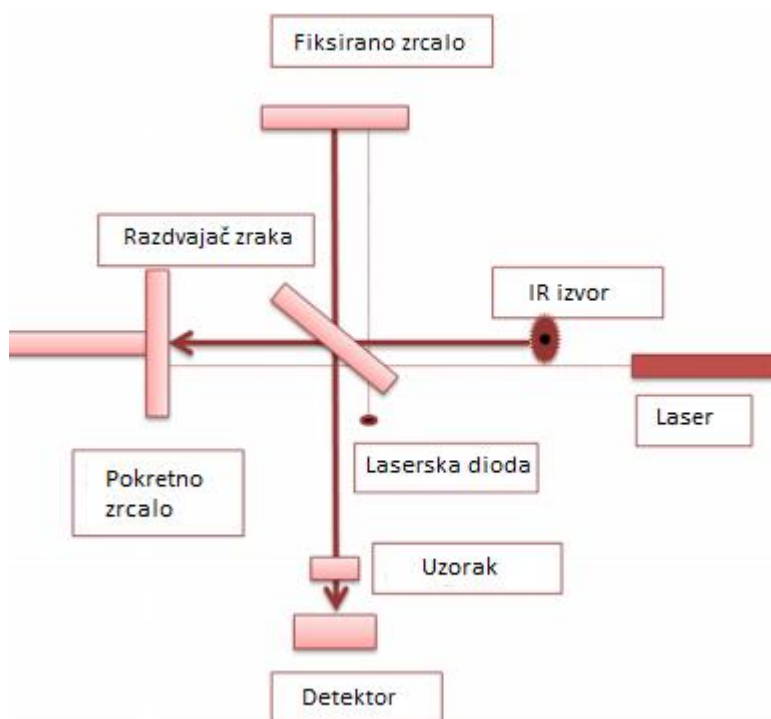 Fiksirano zrcalo
Razdvajač zraka
IR izvor
Laser
Laserska dioda
Pokretno
zrcalo
Uzorak
Detektor